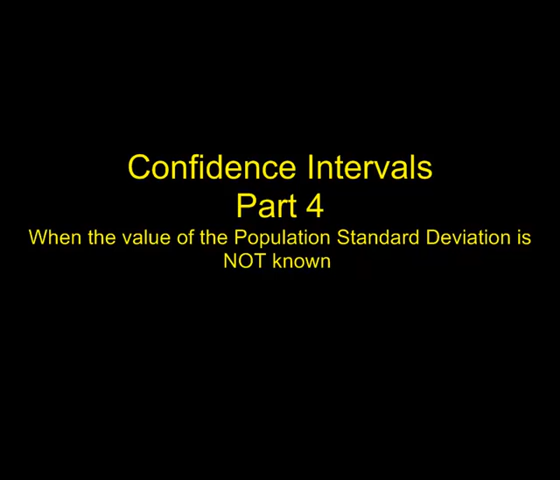 Confidence Intervals
Part 4
When the value of the Population Standard Deviation is
NOT known